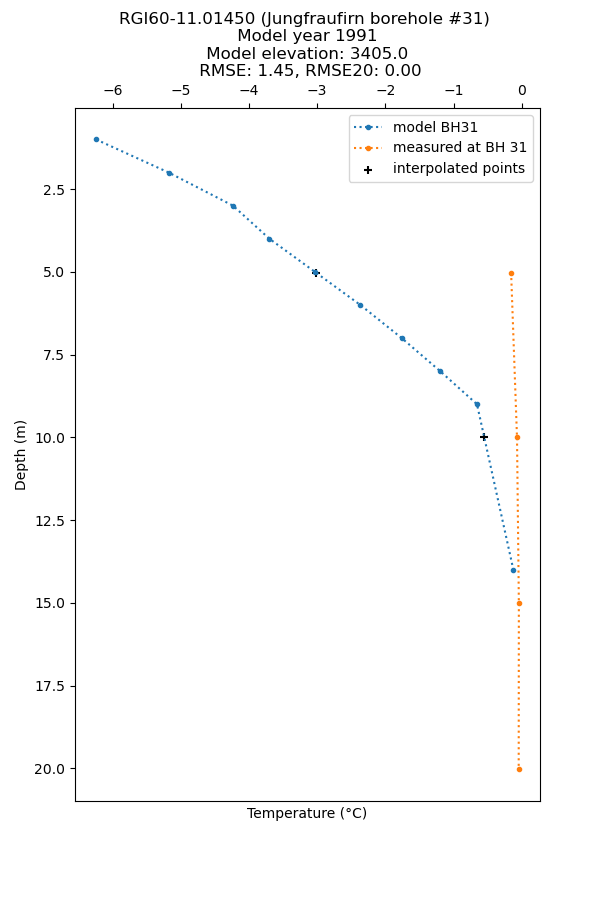 RGI60-11.01450 (Jungfraufirn borehole #31)
Model year 1991
Model elevation: 3405.0
RMSE: 1.45, RMSE20: 0.00
−6 −5 −4 −3 −2 −1 0
model BH31
measured at BH 31
interpolated points
2.5
5.0
7.5
10.0
12.5
15.0
17.5
20.0
Depth (m)
Temperature (°C)